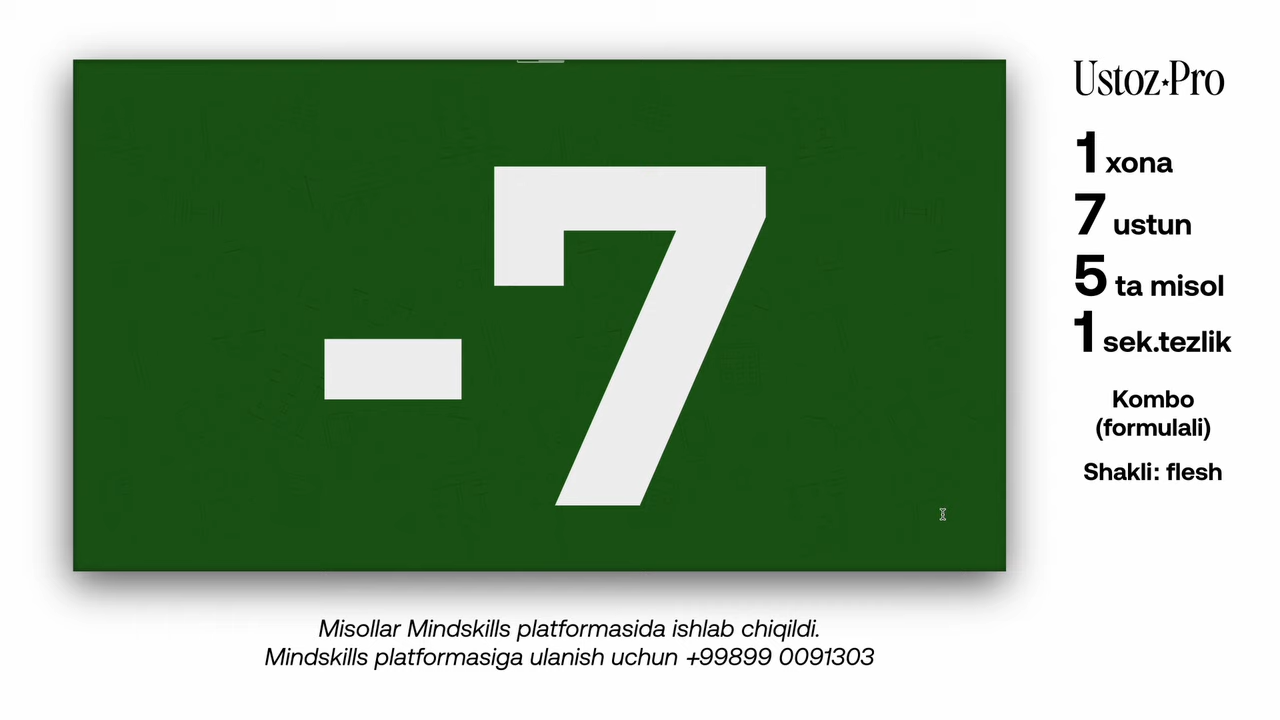 -7
Ustoz Pro
1 xona
7 ustun
5 ta misol
1 sek.tezlik
Kombo
(formulali)
Shakli: flesh
Misollar Mindskills platformasida ishlab chiqildi.
Mindskills platformasiga ulanish uchun +99899 0091303